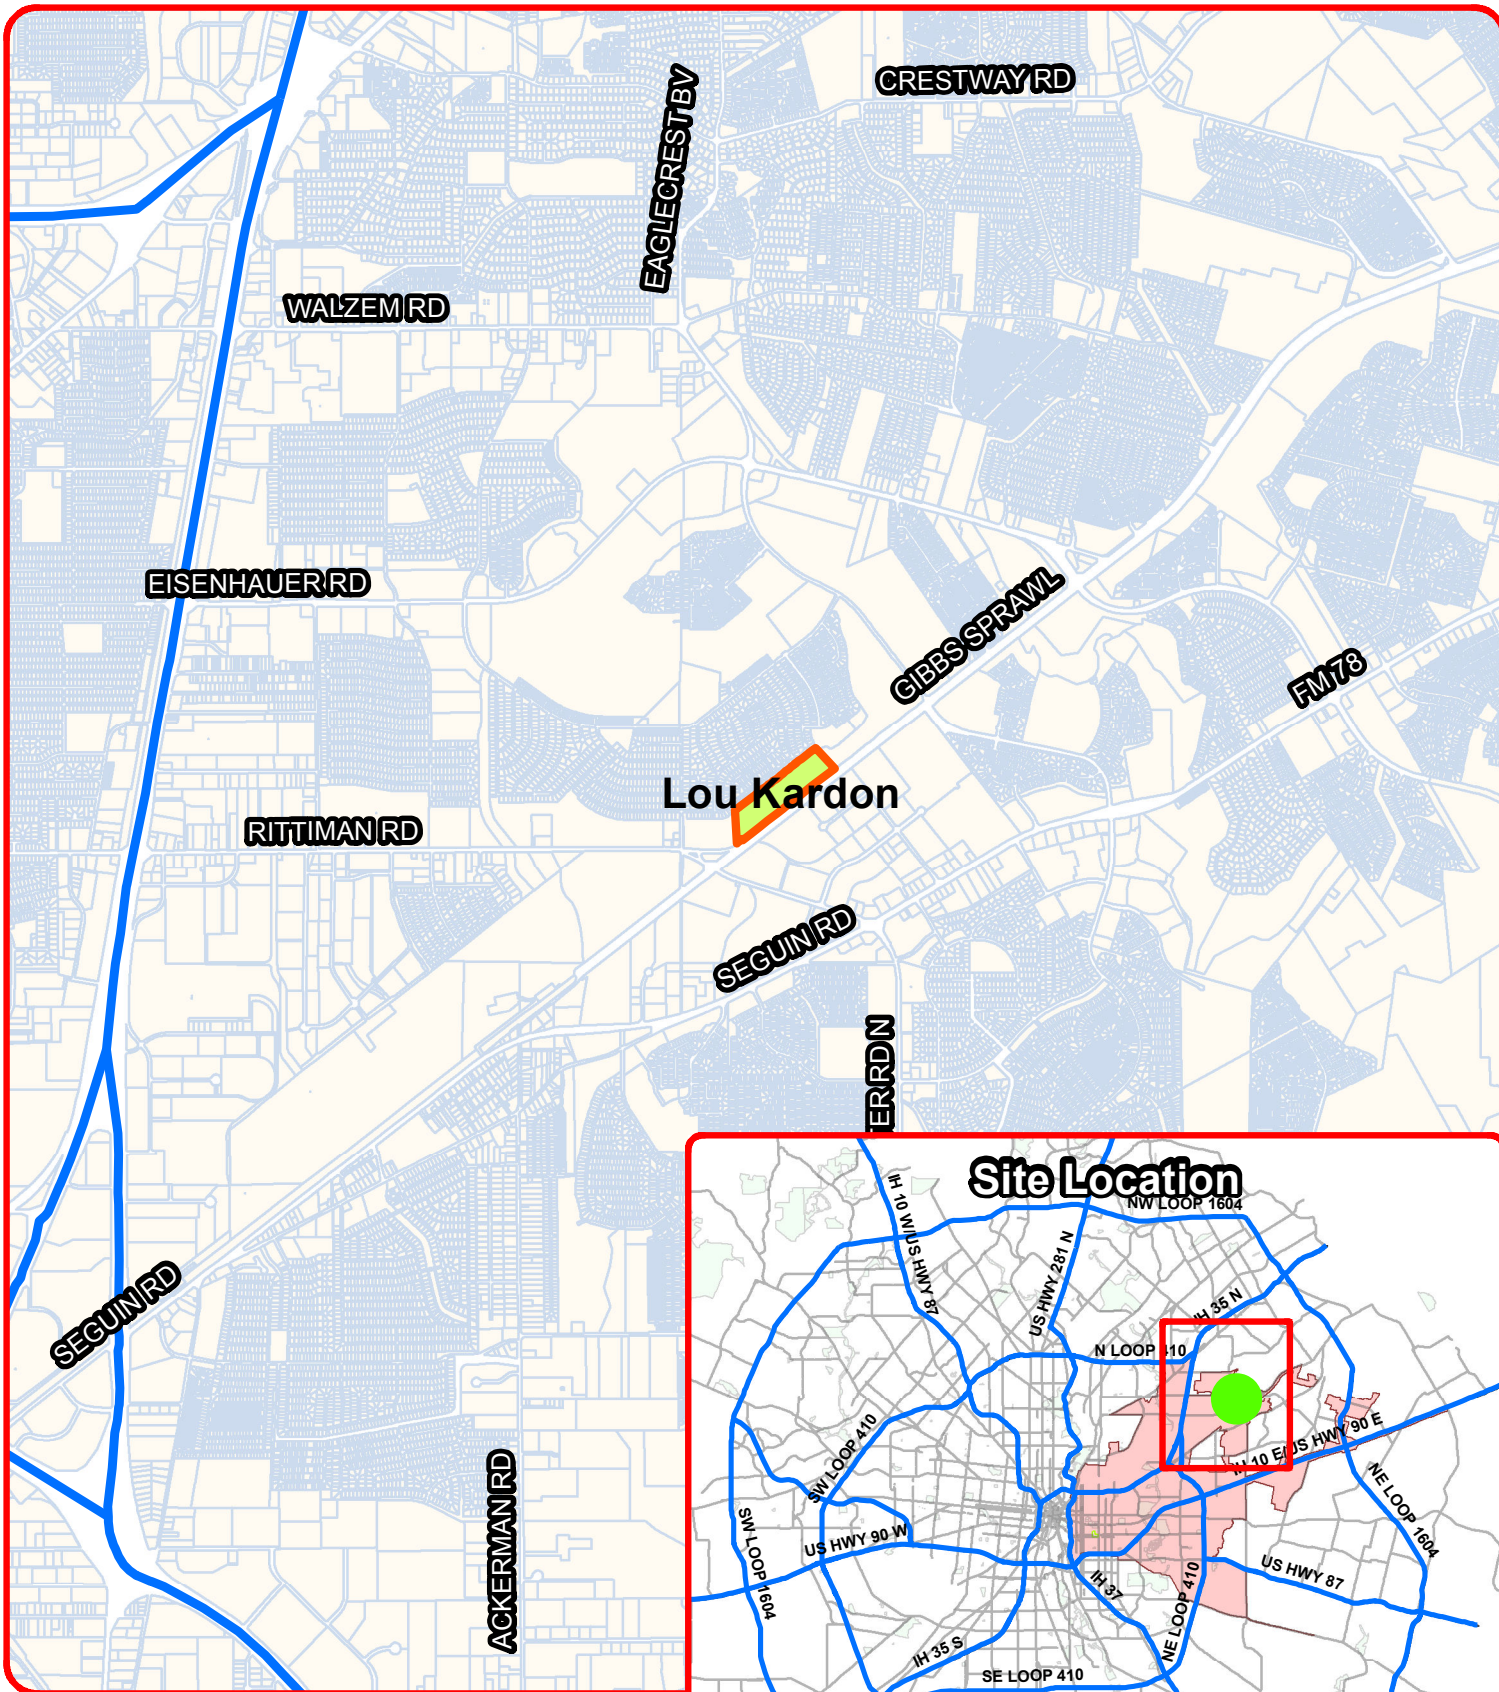 CRESTWAY RD
EAGLECREST BV
WALZEM RD
EISENHAUER RD
GIBBS SPRAWL
FM 78
Lou Kardon
RITTIMAN RD
SEGUIN RD
TER RD N
SEGUIN RD
ACKERMAN RD
Site Location
NW LOOP 1604
IH 10 W/US HWY 87
US HWY 281 N
IH 35 N
N LOOP 410
SW LOOP 410
IH 10 E/US HWY 90 E
NE LOOP 1604
SW LOOP 1604
US HWY 90 W
US HWY 87
IH 37
NE LOOP 410
IH 35 S
SE LOOP 410